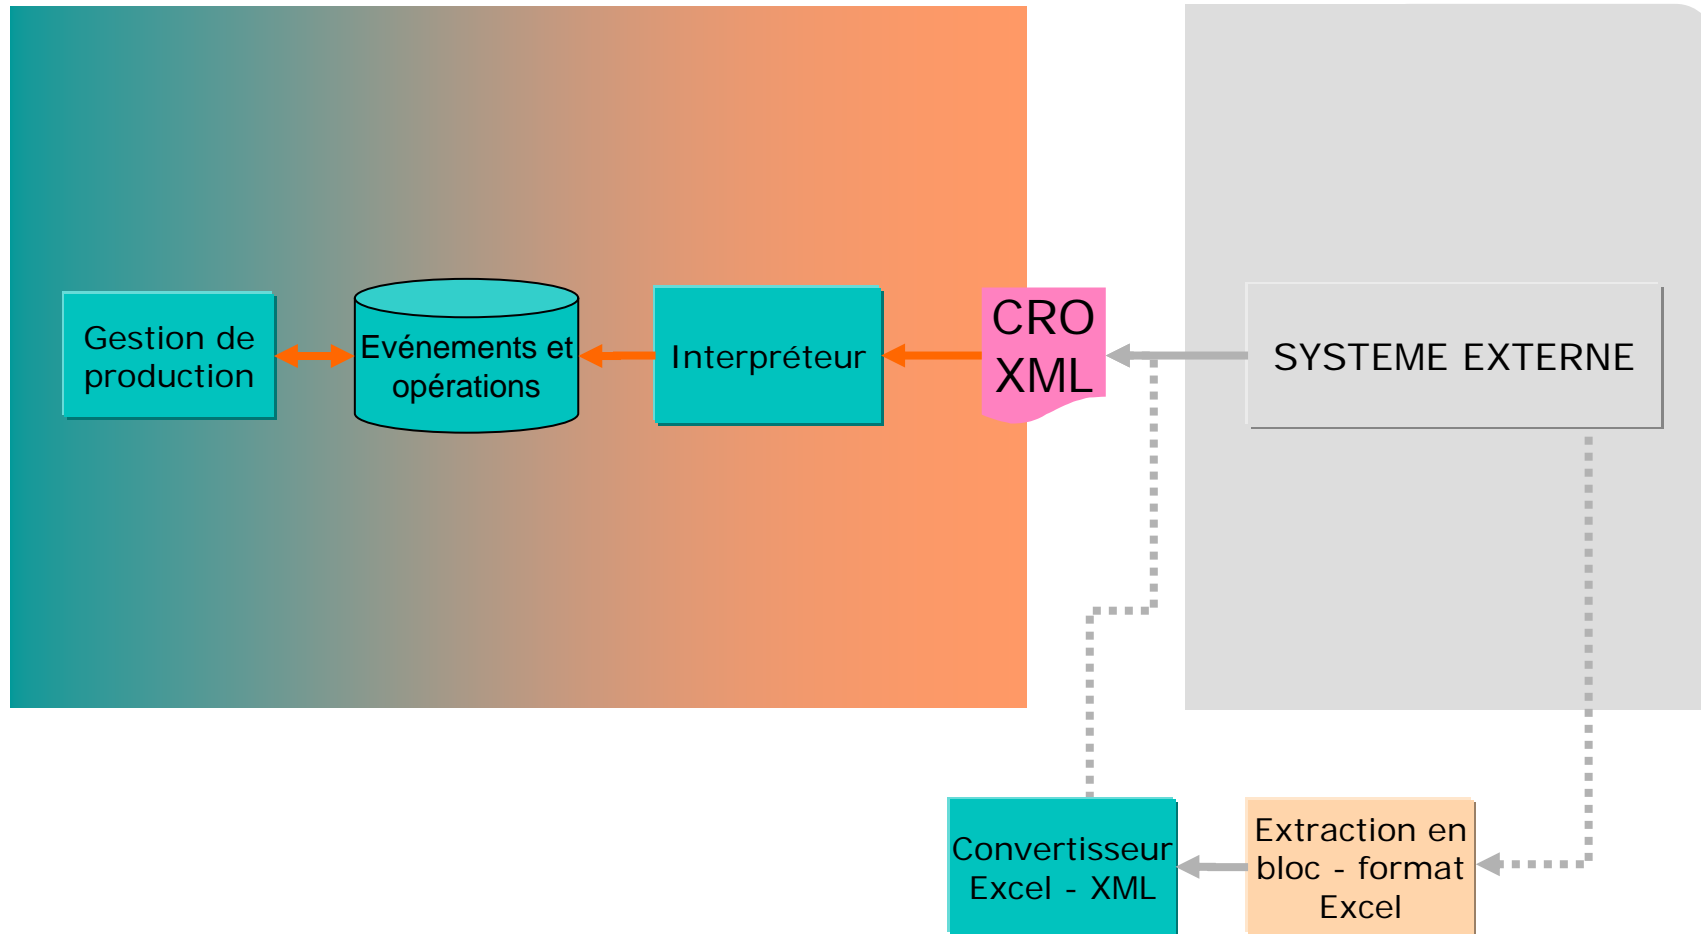 Gestion de
production
Evénements et
opérations
Interpréteur
CRO
XML
SYSTEME EXTERNE
Convertisseur
Excel - XML
Extraction en
bloc - format
Excel